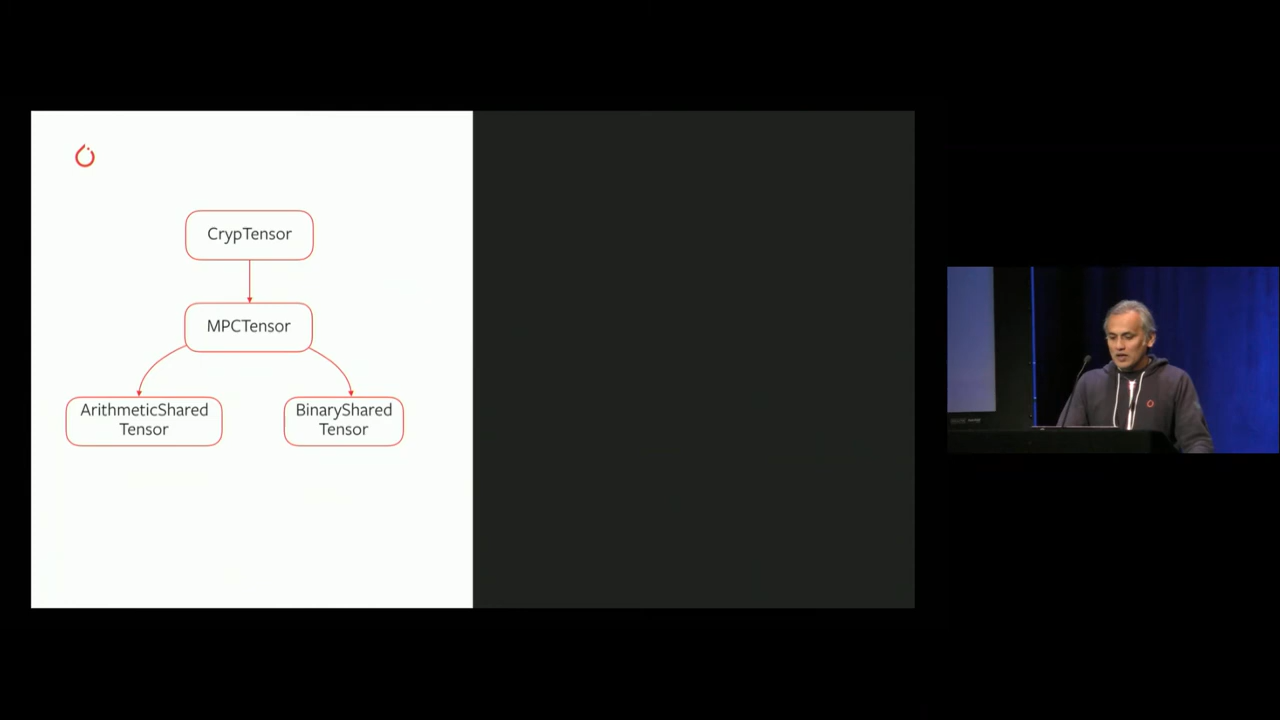 CrypTensor
MPCTensor
ArithmeticShared
Tensor
BinaryShared
Tensor